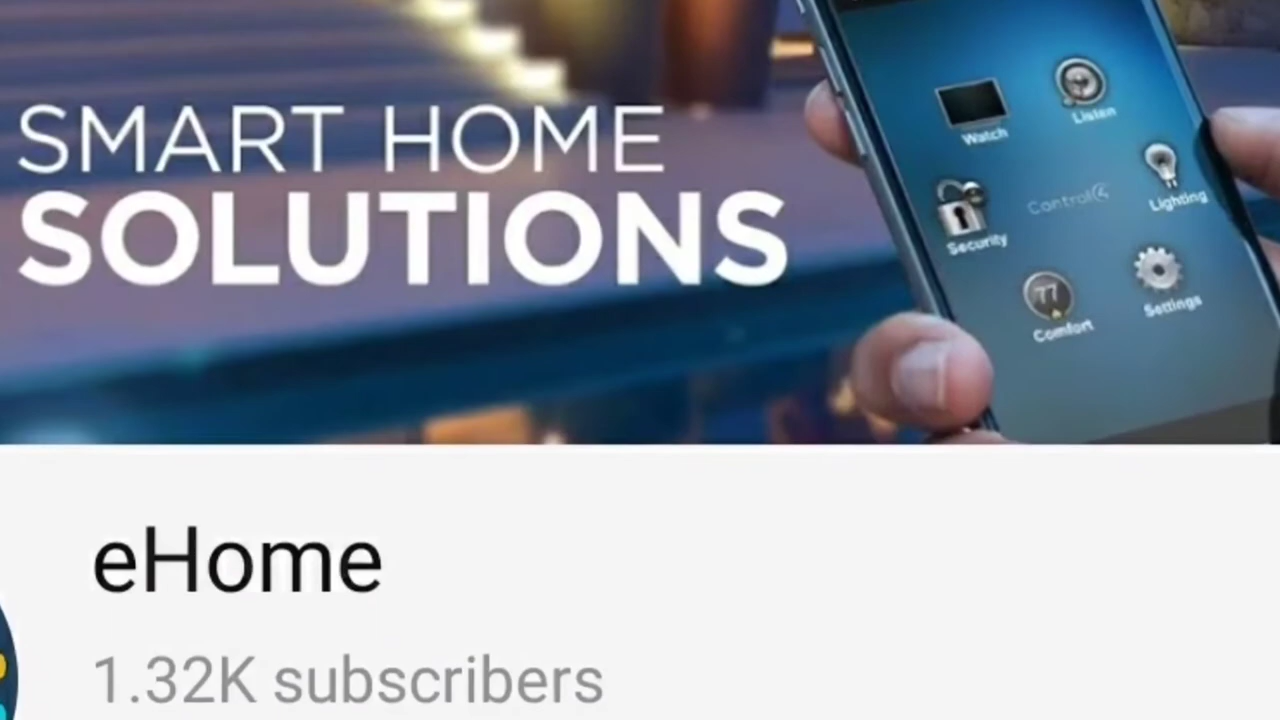 SMART HOME
SOLUTIONS
Watch
Listen
Security
Control4
Lighting
77
Comfort
Settings
eHome
1.32K subscribers